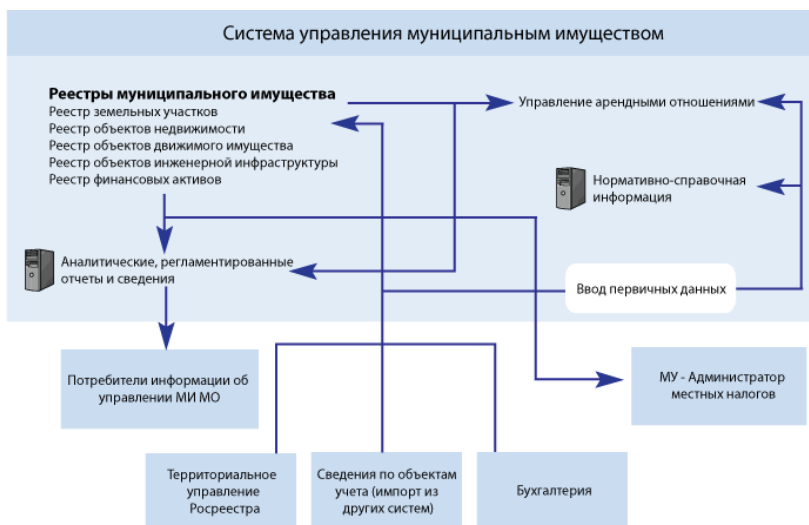 Система управления муниципальным имуществом
Реестры муниципального имущества
Реестр земельных участков
Реестр объектов недвижимости
Реестр объектов движимого имущества
Реестр объектов инженерной инфраструктуры
Реестр финансовых активов
Управление арендными отношениями
Нормативно-справочная
информация
Аналитические, регламентированные
отчеты и сведения
Ввод первичных данных
Потребители информации об
управлении МИ МО
МУ - Администратор
местных налогов
Территориальное
управление
Росреестра
Сведения по объектам
учета (импорт из
других систем)
Бухгалтерия